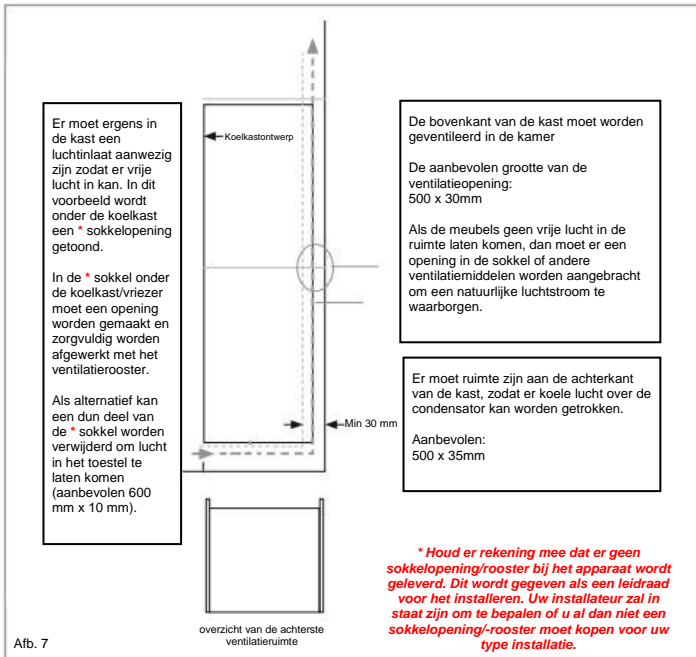 Er moet ergens in
de kast een
luchtinlaat aanwezig
zijn zodat er vrije
lucht in kan. In dit
voorbeeld wordt
onder de koelkast
een * sokkelopening
getoond.
In de * sokkel onder
de koelkast/vriezer
moet een opening
worden gemaakt en
zorgvuldig worden
afgewerkt met het
ventilatierooster.
Als alternatief kan
een dun deel van
de * sokkel worden
verwijderd om lucht
in het toestel te
laten komen
(aanbevolen 600
mm x 10 mm).
Koelkastontwerp
Min 30 mm
De bovenkant van de kast moet worden
geventileerd in de kamer
De aanbevolen grootte van de
ventilatieopening:
500 x 30mm
Als de meubels geen vrije lucht in de
ruimte laten komen, dan moet er een
opening in de sokkel of andere
ventilatiemiddelen worden aangebracht
om een natuurlijke luchtstroom te
waarborgen.
Er moet ruimte zijn aan de achterkant
van de kast, zodat er koele lucht over de
condensator kan worden getrokken.
Aanbevolen:
500 x 35mm
* Houd er rekening mee dat er geen
sokkelopening/rooster bij het apparaat wordt
geleverd. Dit wordt gegeven als een leidraad
voor het installeren. Uw installateur zal in
staat zijn om te bepalen of u al dan niet een
sokkelopening/-rooster moet kopen voor uw
type installatie.
overzicht van de achterste
ventilatieruimte
Afb. 7